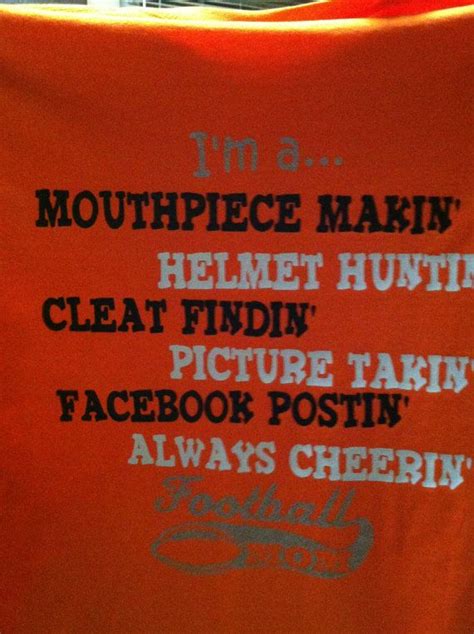 I'm a...
MOUTHPIECE MAKIN'
HELMET HUNTIN
CLEAT FINDIN'
PICTURE TAKIN'
FACEBOOK POSTIN'
ALWAYS CHEERIN'
Football
MOM